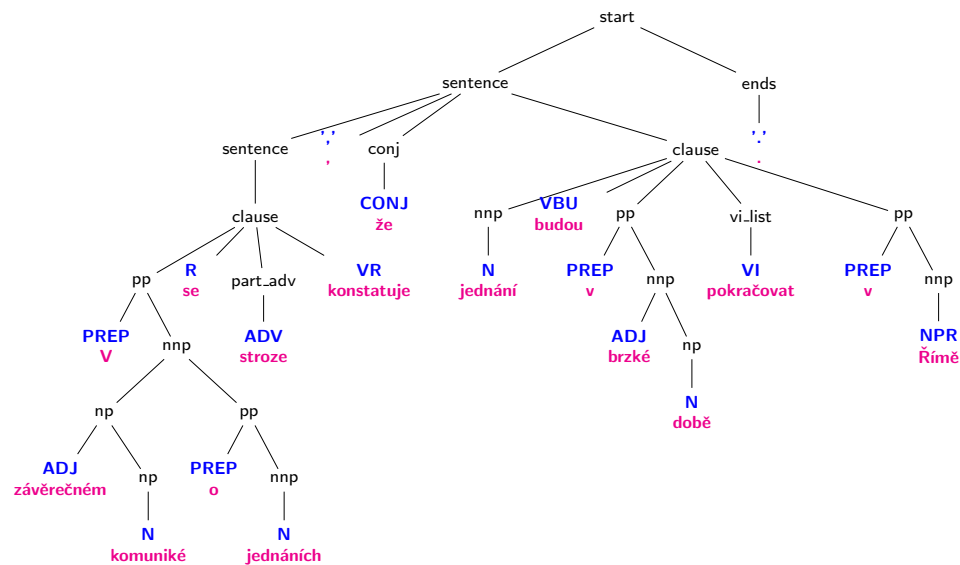 start
sentence ends
sentence ',' conj clause '.'
, .
clause CONJ nnp VBU pp vi_list pp
že budou
pp R part_adv VR N PREP nnp VI PREP nnp
se konstatuje jednání v pokračovat v
PREP nnp ADV ADJ np NPR
V stroze brzké Římě
np pp N
době
ADJ np PREP nnp
závěrečném o
N N
komuniké jednáních